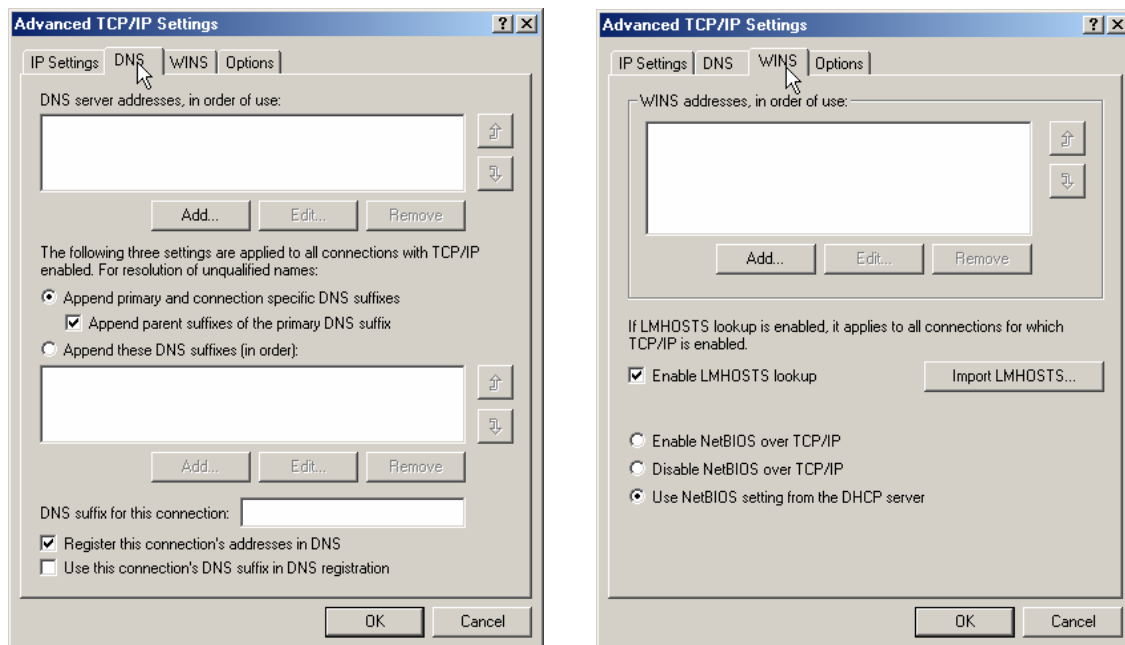 Advanced TCP/IP Settings
IP Settings DNS WINS Options
DNS server addresses, in order of use:
Add... Edit... Remove
The following three settings are applied to all connections with TCP/IP
enabled. For resolution of unqualified names:
Append primary and connection specific DNS suffixes
Append parent suffixes of the primary DNS suffix
Append these DNS suffixes (in order):
Add... Edit... Remove
DNS suffix for this connection:
Register this connection's addresses in DNS
Use this connection's DNS suffix in DNS registration
OK Cancel
Advanced TCP/IP Settings
IP Settings DNS WINS Options
WINS addresses, in order of use:
Add... Edit... Remove
If LMHOSTS lookup is enabled, it applies to all connections for which
TCP/IP is enabled.
Enable LMHOSTS lookup Import LMHOSTS...
Enable NetBIOS over TCP/IP
Disable NetBIOS over TCP/IP
Use NetBIOS setting from the DHCP server
OK Cancel